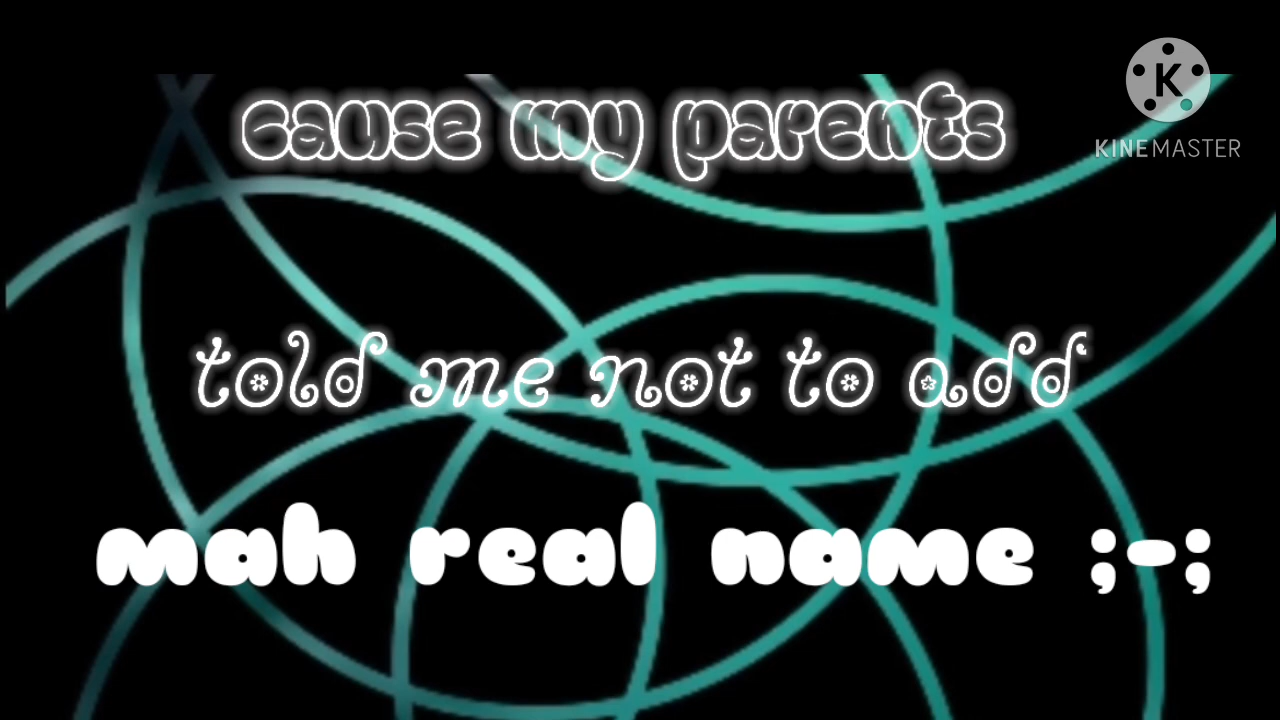 cause my parents
K
KINEMASTER
told me not to add
mah real name ;-;